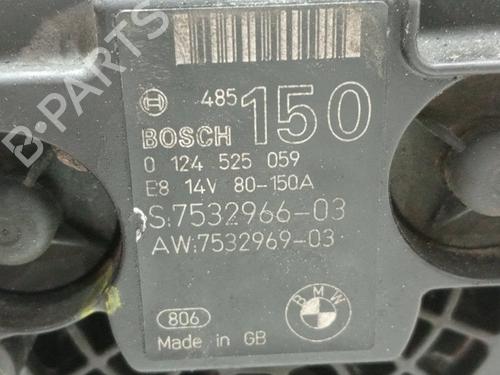 B-PARTS
485 150
BOSCH
0 124 525 059
E8 14V 80-150A
S:7532966-03
AW:7532969-03
806
Made in GB
BMW